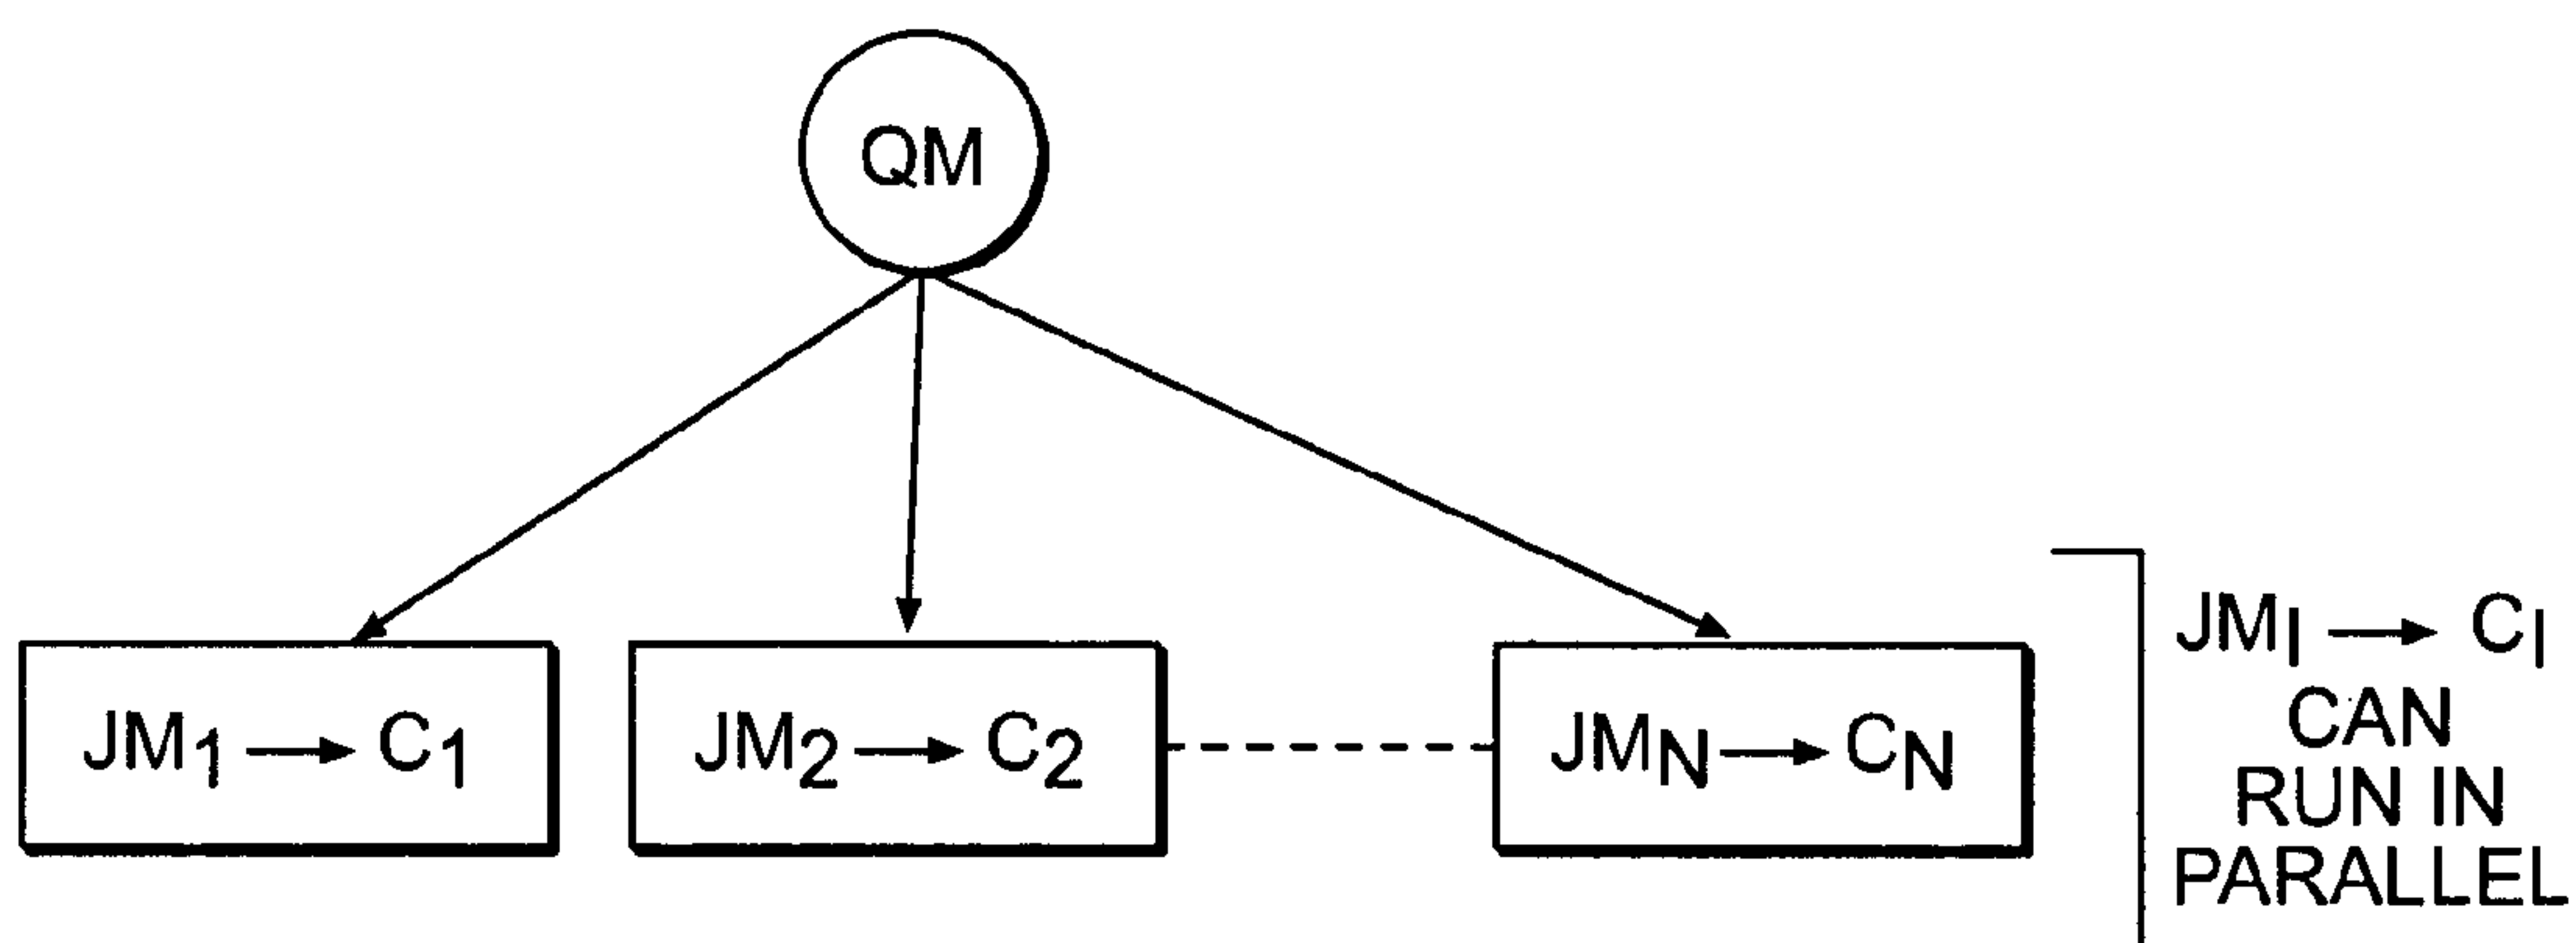 QM
JM₁ → C₁
JM₂ → C₂
JMN → CN
JMI → CI
CAN
RUN IN
PARALLEL